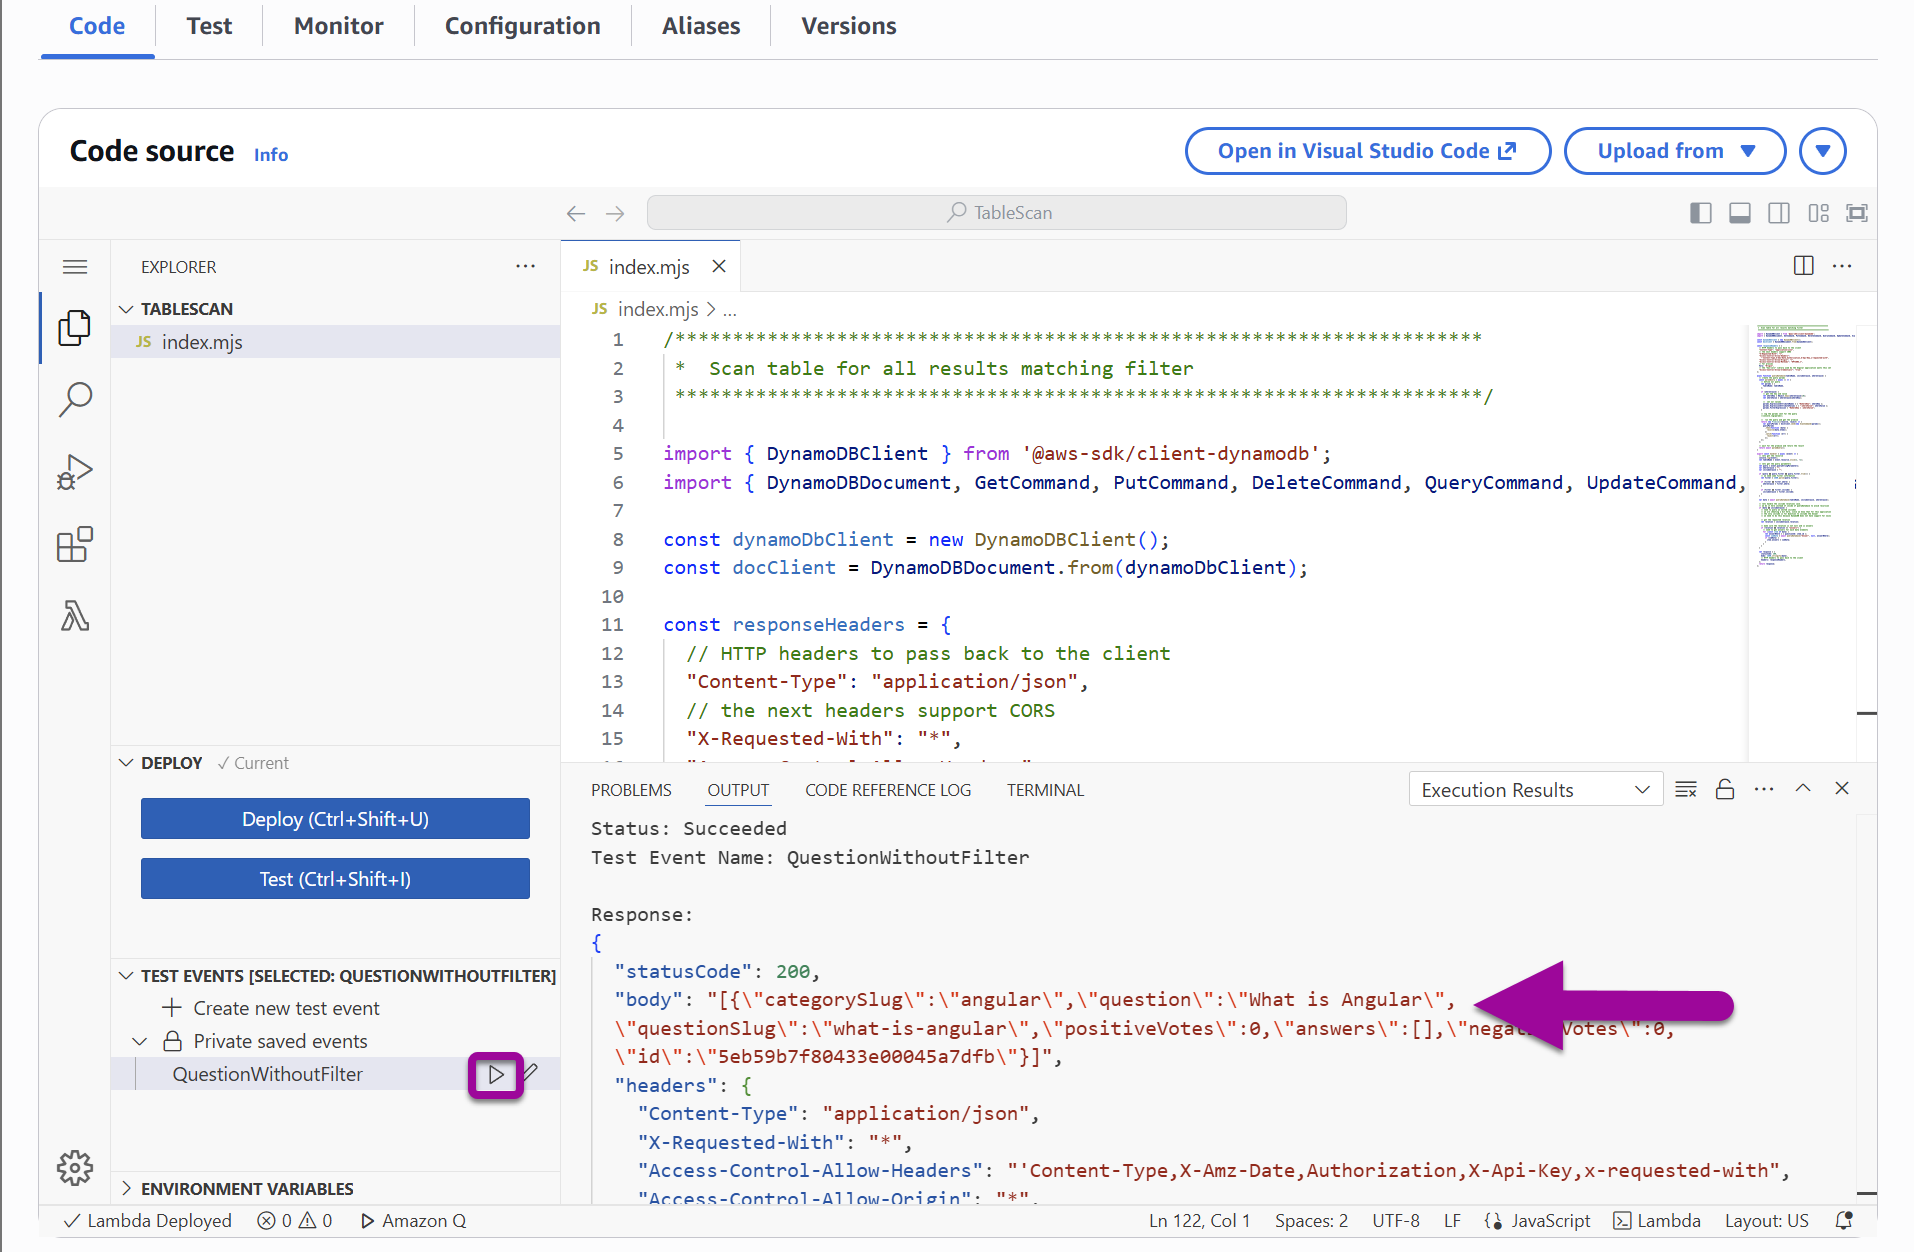 Code Test Monitor Configuration Aliases Versions
Code source Info
Open in Visual Studio Code Upload from
TableScan
EXPLORER
TABLESCAN
JS index.mjs
DEPLOY ✓ Current
Deploy (Ctrl+Shift+U)
Test (Ctrl+Shift+I)
TEST EVENTS [SELECTED: QUESTIONWITHOUTFILTER]
+ Create new test event
Private saved events
QuestionWithoutFilter
ENVIRONMENT VARIABLES
JS index.mjs
JS index.mjs > ...
1 /**********************************************************************
2 * Scan table for all results matching filter
3 **********************************************************************/
4
5 import { DynamoDBClient } from '@aws-sdk/client-dynamodb';
6 import { DynamoDBDocument, GetCommand, PutCommand, DeleteCommand, QueryCommand, UpdateCommand,
7
8 const dynamoDbClient = new DynamoDBClient();
9 const docClient = DynamoDBDocument.from(dynamoDbClient);
10
11 const responseHeaders = {
12 // HTTP headers to pass back to the client
13 "Content-Type": "application/json",
14 // the next headers support CORS
15 "X-Requested-With": "*",
PROBLEMS OUTPUT CODE REFERENCE LOG TERMINAL
Execution Results
Status: Succeeded
Test Event Name: QuestionWithoutFilter
Response:
{
"statusCode": 200,
"body": "[{\"categorySlug\":\"angular\",\"question\":\"What is Angular\",
\"questionSlug\":\"what-is-angular\",\"positiveVotes\":0,\"answers\":[],\"negativeVotes\":0,
\"id\":\"5eb59b7f80433e00045a7dfb\"}]",
"headers": {
"Content-Type": "application/json",
"X-Requested-With": "*",
"Access-Control-Allow-Headers": "'Content-Type,X-Amz-Date,Authorization,X-Api-Key,x-requested-with",
"Access-Control-Allow-Origin": "*",
Lambda Deployed 0 0 Amazon Q
Ln 122, Col 1 Spaces: 2 UTF-8 LF JavaScript Lambda Layout: US